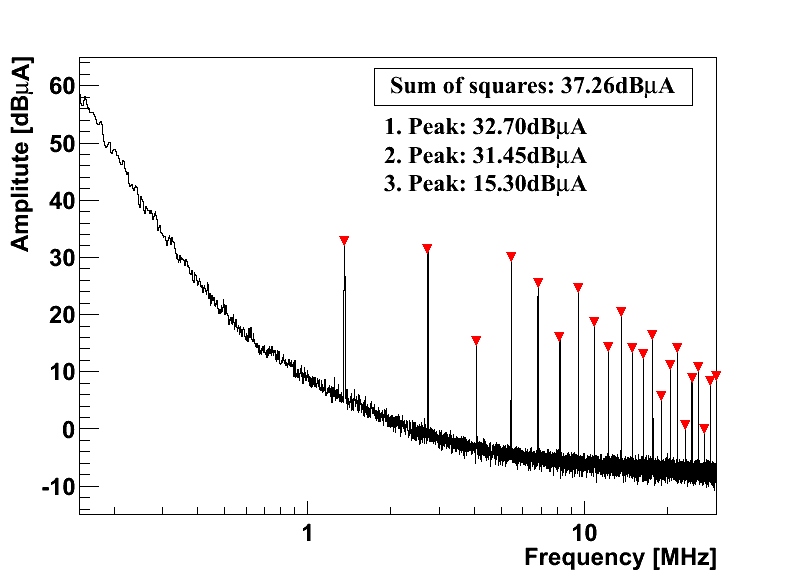 Amplitude [dBµA]
Sum of squares: 37.26dBµA
1. Peak: 32.70dBµA
2. Peak: 31.45dBµA
3. Peak: 15.30dBµA
60
50
40
30
20
10
0
-10
1
10
Frequency [MHz]